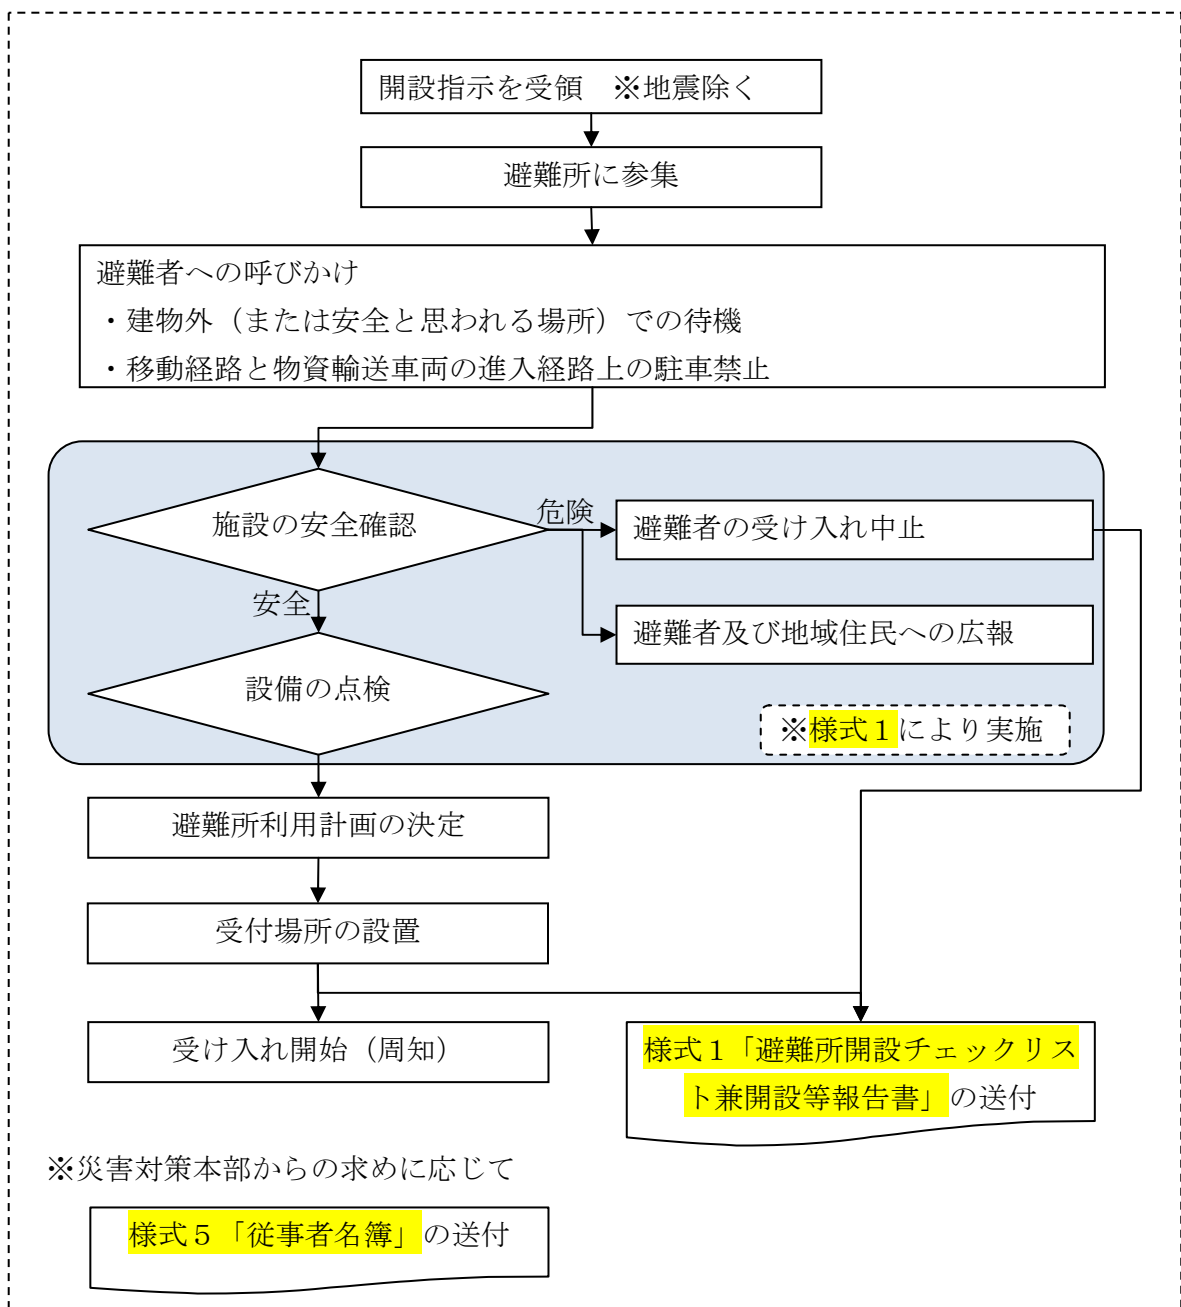 開設指示を受領　※地震除く
避難所に参集
避難者への呼びかけ
・建物外（または安全と思われる場所）での待機
・移動経路と物資輸送車両の進入経路上の駐車禁止
施設の安全確認
危険
避難者の受け入れ中止
安全
避難者及び地域住民への広報
設備の点検
※様式１により実施
避難所利用計画の決定
受付場所の設置
受け入れ開始（周知）
様式１「避難所開設チェックリス
ト兼開設等報告書」の送付
※災害対策本部からの求めに応じて
様式５「従事者名簿」の送付